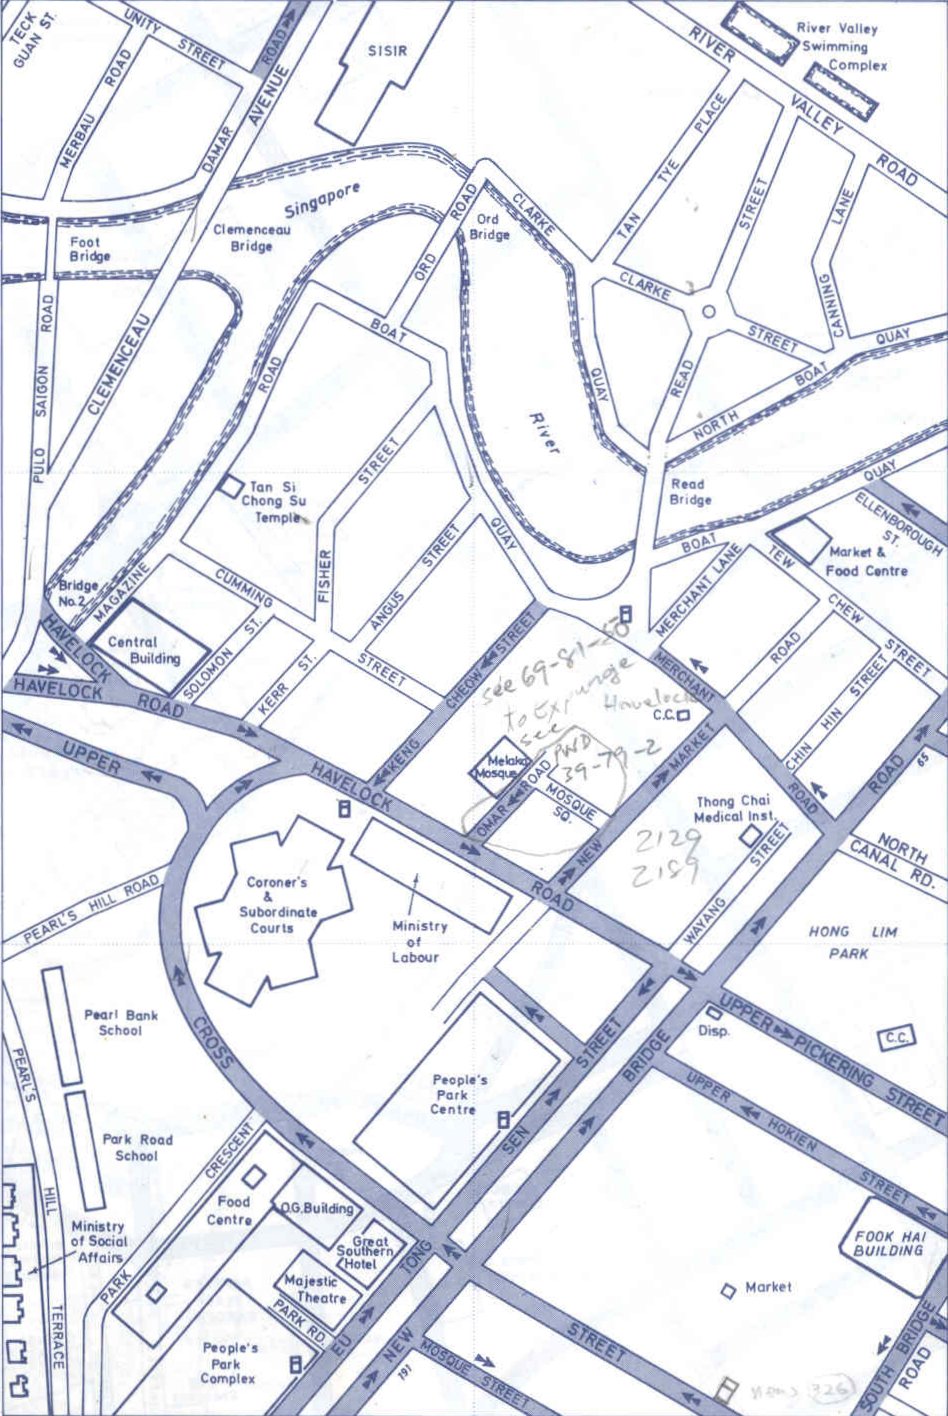 TECK
GUAN ST.
UNITY STREET
MERBAU ROAD
DAMAR ROAD
CLEMENCEAU AVENUE
SISIR
RIVER VALLEY ROAD
River Valley
Swimming
Complex
TAN TYE PLACE
READ STREET
CANNING LANE
CLARKE QUAY
CLARKE STREET
NORTH BOAT QUAY
Singapore River
Clemenceau
Bridge
Foot
Bridge
Ord
Bridge
ORD ROAD
PULO SAIGON ROAD
MAGAZINE ROAD
BOAT QUAY
Read
Bridge
Tan Si
Chong Su
Temple
FISHER STREET
ANGUS STREET
CUMMING STREET
SOLOMON ST.
KERR ST.
Bridge
No.2
HAVELOCK
Central
Building
HAVELOCK ROAD
KENG CHEOW STREET
BOAT QUAY
ELLENBOROUGH
ST.
Market &
Food Centre
MERCHANT LANE
TEW CHEW STREET
MERCHANT ROAD
ROAD
CHIN HIN STREET
see 69-81-50
to Expunge
see
Havelock
PWD
39-79-2
C.C.
Melaka
Mosque
OMAR ROAD
MOSQUE
SQ.
NEW MARKET ROAD
2129
2189
Thong Chai
Medical Inst.
WAYANG STREET
65
NORTH
CANAL RD.
HONG LIM
PARK
UPPER CROSS STREET
HAVELOCK ROAD
Coroner's
&
Subordinate
Courts
Ministry
of
Labour
PEARL'S HILL ROAD
Pearl Bank
School
Park Road
School
PEARL'S HILL TERRACE
Ministry
of Social
Affairs
PARK CRESCENT
Food
Centre
O.G. Building
Great
Southern
Hotel
Majestic
Theatre
PARK RD.
People's
Park
Complex
People's
Park
Centre
EU TONG SEN STREET
NEW BRIDGE ROAD
191
MOSQUE STREET
Disp.
C.C.
UPPER PICKERING STREET
UPPER HOKIEN STREET
FOOK HAI
BUILDING
Market
SOUTH BRIDGE
ROAD
326